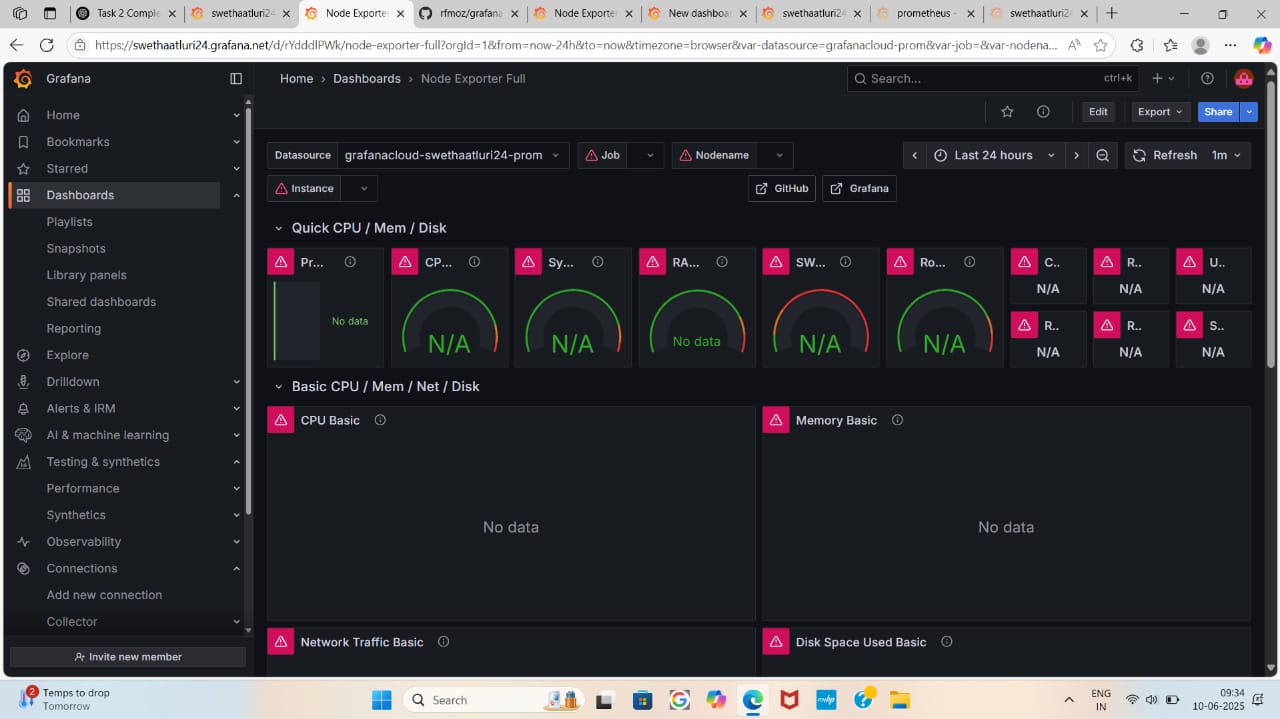 Task 2 Comple
swethaatluri24
Node Exporter
rfmoz/grafana
Node Exporter
New dashboar
swethaatluri24
prometheus -
swethaatluri24
https://swethaatluri24.grafana.net/d/rYdddlPWk/node-exporter-full?orgId=1&from=now-24h&to=now&timezone=browser&var-datasource=grafanacloud-prom&var-job=&var-nodena...
Grafana
Home › Dashboards › Node Exporter Full
Search... ctrl+k
Edit Export Share
Home
Bookmarks
Starred
Dashboards
Playlists
Snapshots
Library panels
Shared dashboards
Reporting
Explore
Drilldown
Alerts & IRM
AI & machine learning
Testing & synthetics
Performance
Synthetics
Observability
Connections
Add new connection
Collector
Invite new member
Datasource grafanacloud-swethaatluri24-prom Job Nodename Last 24 hours Refresh 1m
Instance GitHub Grafana
Quick CPU / Mem / Disk
Pr... CP... Sy... RA... SW... Ro... C.. R.. U..
N/A N/A N/A
No data N/A N/A No data N/A N/A
R.. R.. S..
N/A N/A N/A
Basic CPU / Mem / Net / Disk
CPU Basic Memory Basic
No data No data
Network Traffic Basic Disk Space Used Basic
2 Temps to drop
Tomorrow
Search
myhp
ENG
IN
09:34
10-06-2025